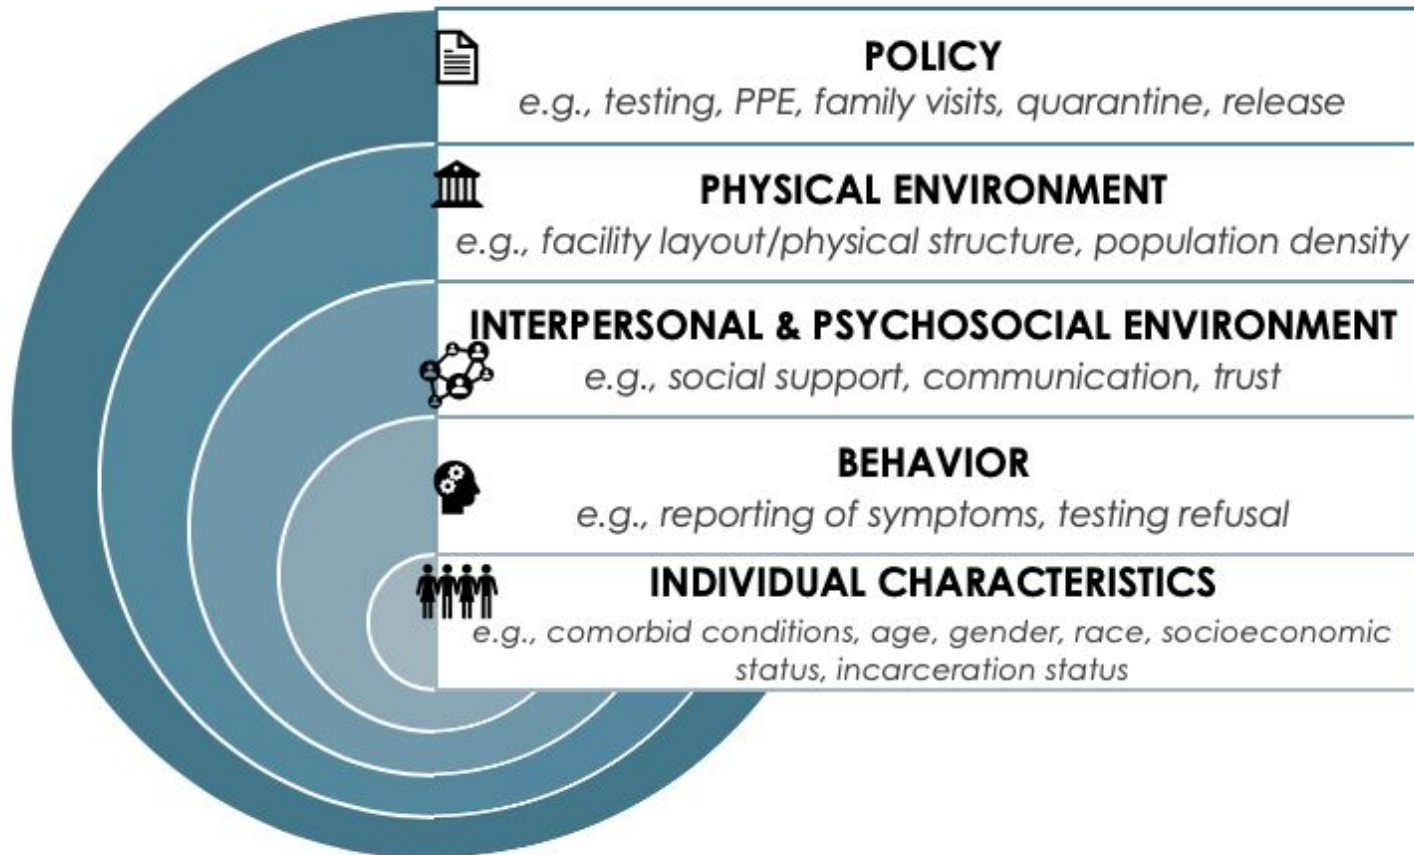 POLICY
e.g., testing, PPE, family visits, quarantine, release
PHYSICAL ENVIRONMENT
e.g., facility layout/physical structure, population density
INTERPERSONAL & PSYCHOSOCIAL ENVIRONMENT
e.g., social support, communication, trust
BEHAVIOR
e.g., reporting of symptoms, testing refusal
INDIVIDUAL CHARACTERISTICS
e.g., comorbid conditions, age, gender, race, socioeconomic
status, incarceration status